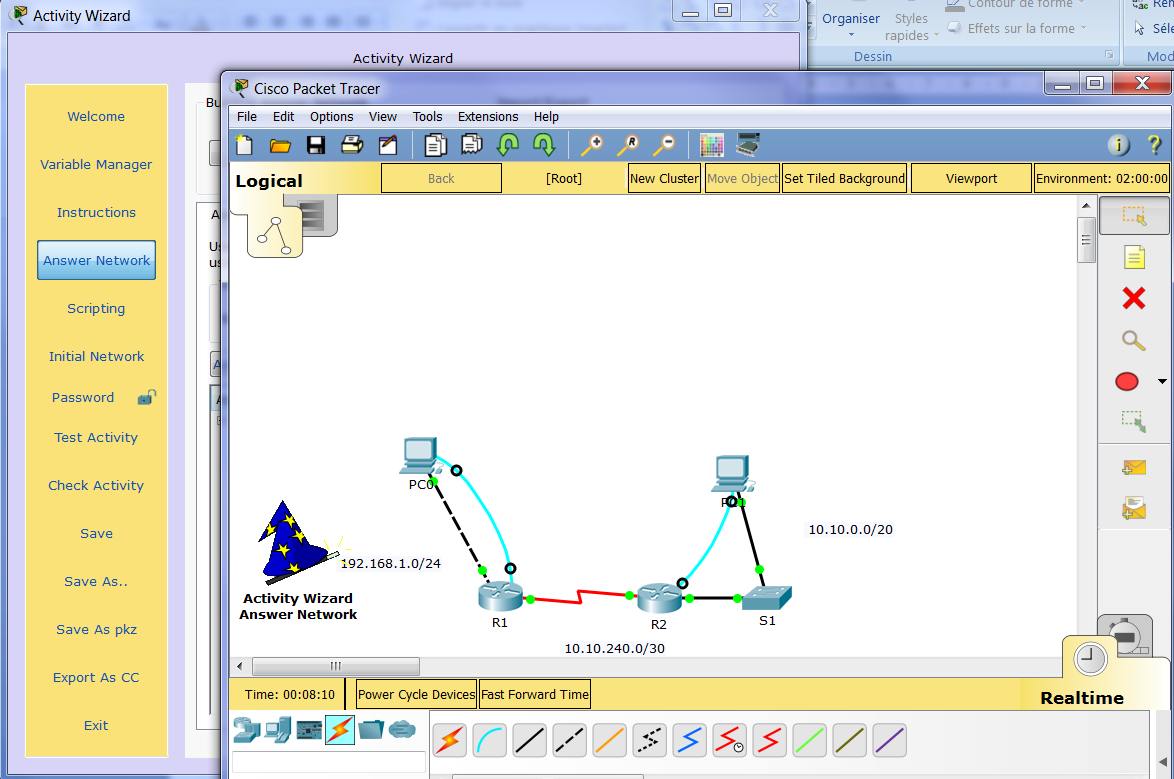 Activity Wizard
Organiser
Styles
rapides
Contour de forme
Effets sur la forme
Dessin
Activity Wizard
Welcome
Variable Manager
Instructions
Answer Network
Scripting
Initial Network
Password
Test Activity
Check Activity
Save
Save As..
Save As pkz
Export As CC
Exit
Cisco Packet Tracer
File Edit Options View Tools Extensions Help
Logical
Back
[Root]
New Cluster
Move Object
Set Tiled Background
Viewport
Environment: 02:00:00
PC0
10.10.0.0/20
192.168.1.0/24
Activity Wizard
Answer Network
R1
R2
S1
10.10.240.0/30
Time: 00:08:10
Power Cycle Devices
Fast Forward Time
Realtime